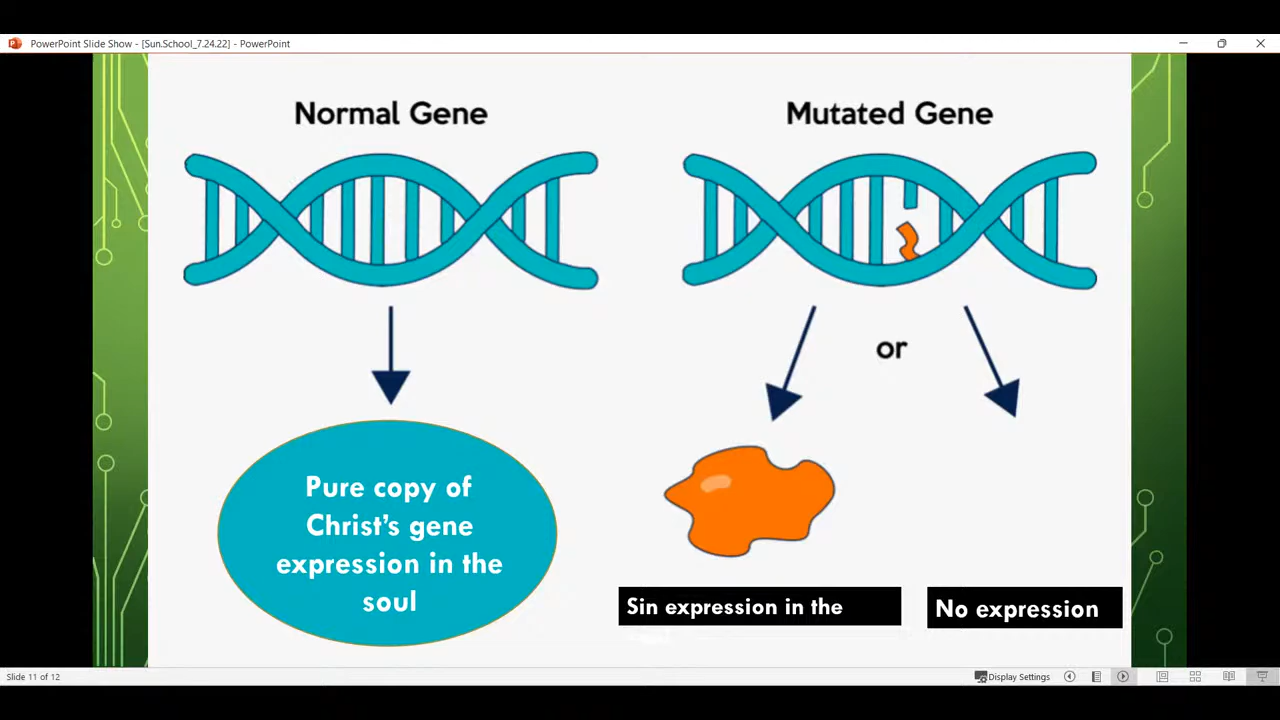 PowerPoint Slide Show - [Sun.School_7.24.22] - PowerPoint
Normal Gene
Mutated Gene
or
Pure copy of
Christ's gene
expression in the
soul
Sin expression in the
No expression
Slide 11 of 12
Display Settings